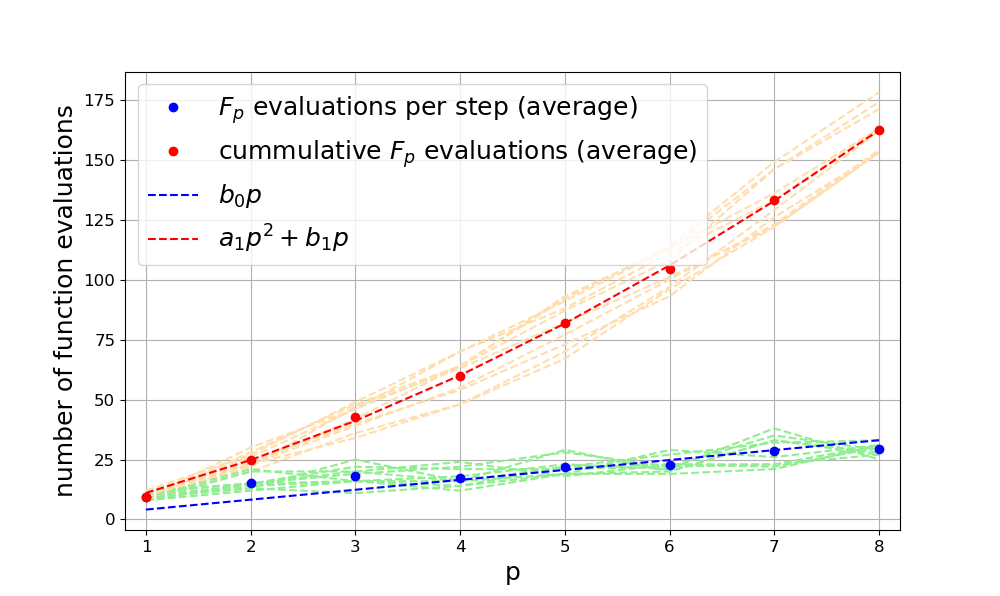 F_p evaluations per step (average)
cummulative F_p evaluations (average)
b_0p
a_1p^2 + b_1p
number of function evaluations
175
150
125
100
75
50
25
0
1 2 3 4 5 6 7 8
p